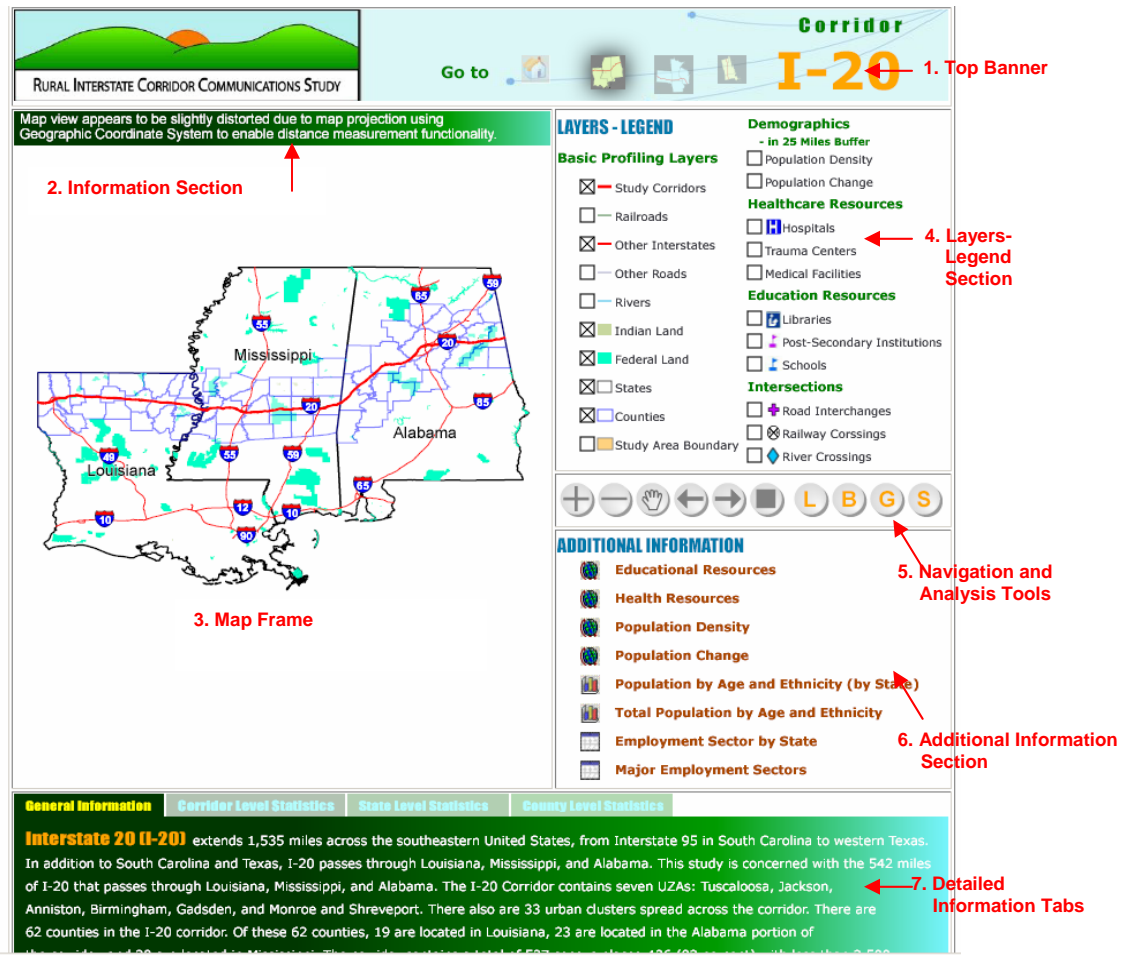 RURAL INTERSTATE CORRIDOR COMMUNICATIONS STUDY
Go to
Corridor
I-20
1. Top Banner
Map view appears to be slightly distorted due to map projection using
Geographic Coordinate System to enable distance measurement functionality.
2. Information Section
59
65
55
20
Mississippi
20
85
Alabama
49
Louisiana
55
59
65
12
10
10
90
3. Map Frame
LAYERS - LEGEND
Basic Profiling Layers
Study Corridors
Railroads
Other Interstates
Other Roads
Rivers
Indian Land
Federal Land
States
Counties
Study Area Boundary
Demographics
- in 25 Miles Buffer
Population Density
Population Change
Healthcare Resources
H Hospitals
Trauma Centers
Medical Facilities
Education Resources
Libraries
Post-Secondary Institutions
Schools
Intersections
Road Interchanges
Railway Corssings
River Crossings
4. Layers-
Legend
Section
L B G S
5. Navigation and
Analysis Tools
ADDITIONAL INFORMATION
Educational Resources
Health Resources
Population Density
Population Change
Population by Age and Ethnicity (by State)
Total Population by Age and Ethnicity
Employment Sector by State
Major Employment Sectors
6. Additional Information
Section
General Information Corridor Level Statistics State Level Statistics County Level Statistics
Interstate 20 (I-20) extends 1,535 miles across the southeastern United States, from Interstate 95 in South Carolina to western Texas.
In addition to South Carolina and Texas, I-20 passes through Louisiana, Mississippi, and Alabama. This study is concerned with the 542 miles
of I-20 that passes through Louisiana, Mississippi, and Alabama. The I-20 Corridor contains seven UZAs: Tuscaloosa, Jackson,
Anniston, Birmingham, Gadsden, and Monroe and Shreveport. There also are 33 urban clusters spread across the corridor. There are
62 counties in the I-20 corridor. Of these 62 counties, 19 are located in Louisiana, 23 are located in the Alabama portion of
7. Detailed
Information Tabs